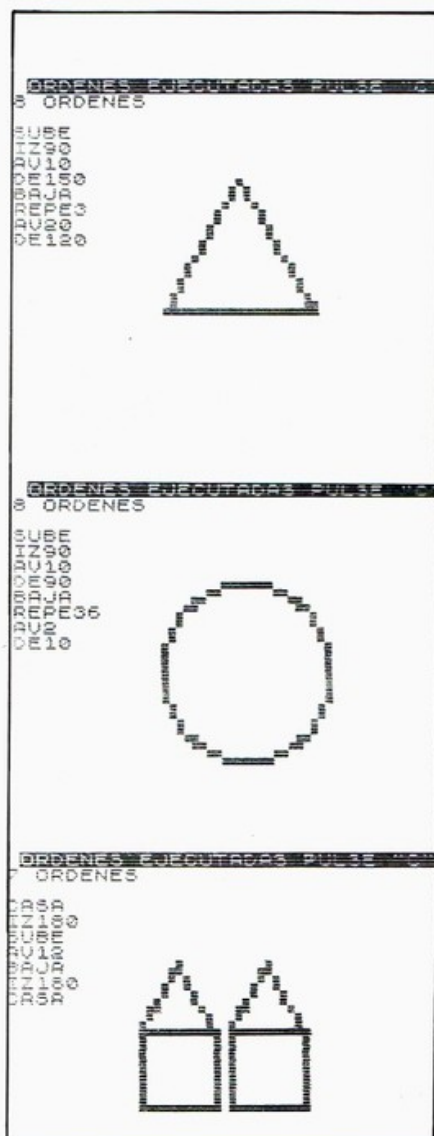 ORDENES EJECUTADAS PULSE "C
8 ORDENES
SUBE
IZ90
AV10
DE150
BAJA
REPE3
AV20
DE120
ORDENES EJECUTADAS PULSE "C
8 ORDENES
SUBE
IZ90
AV10
DE90
BAJA
REPE36
AV2
DE10
ORDENES EJECUTADAS PULSE "C"
7 ORDENES
CASA
IZ180
SUBE
AV12
BAJA
IZ180
CASA